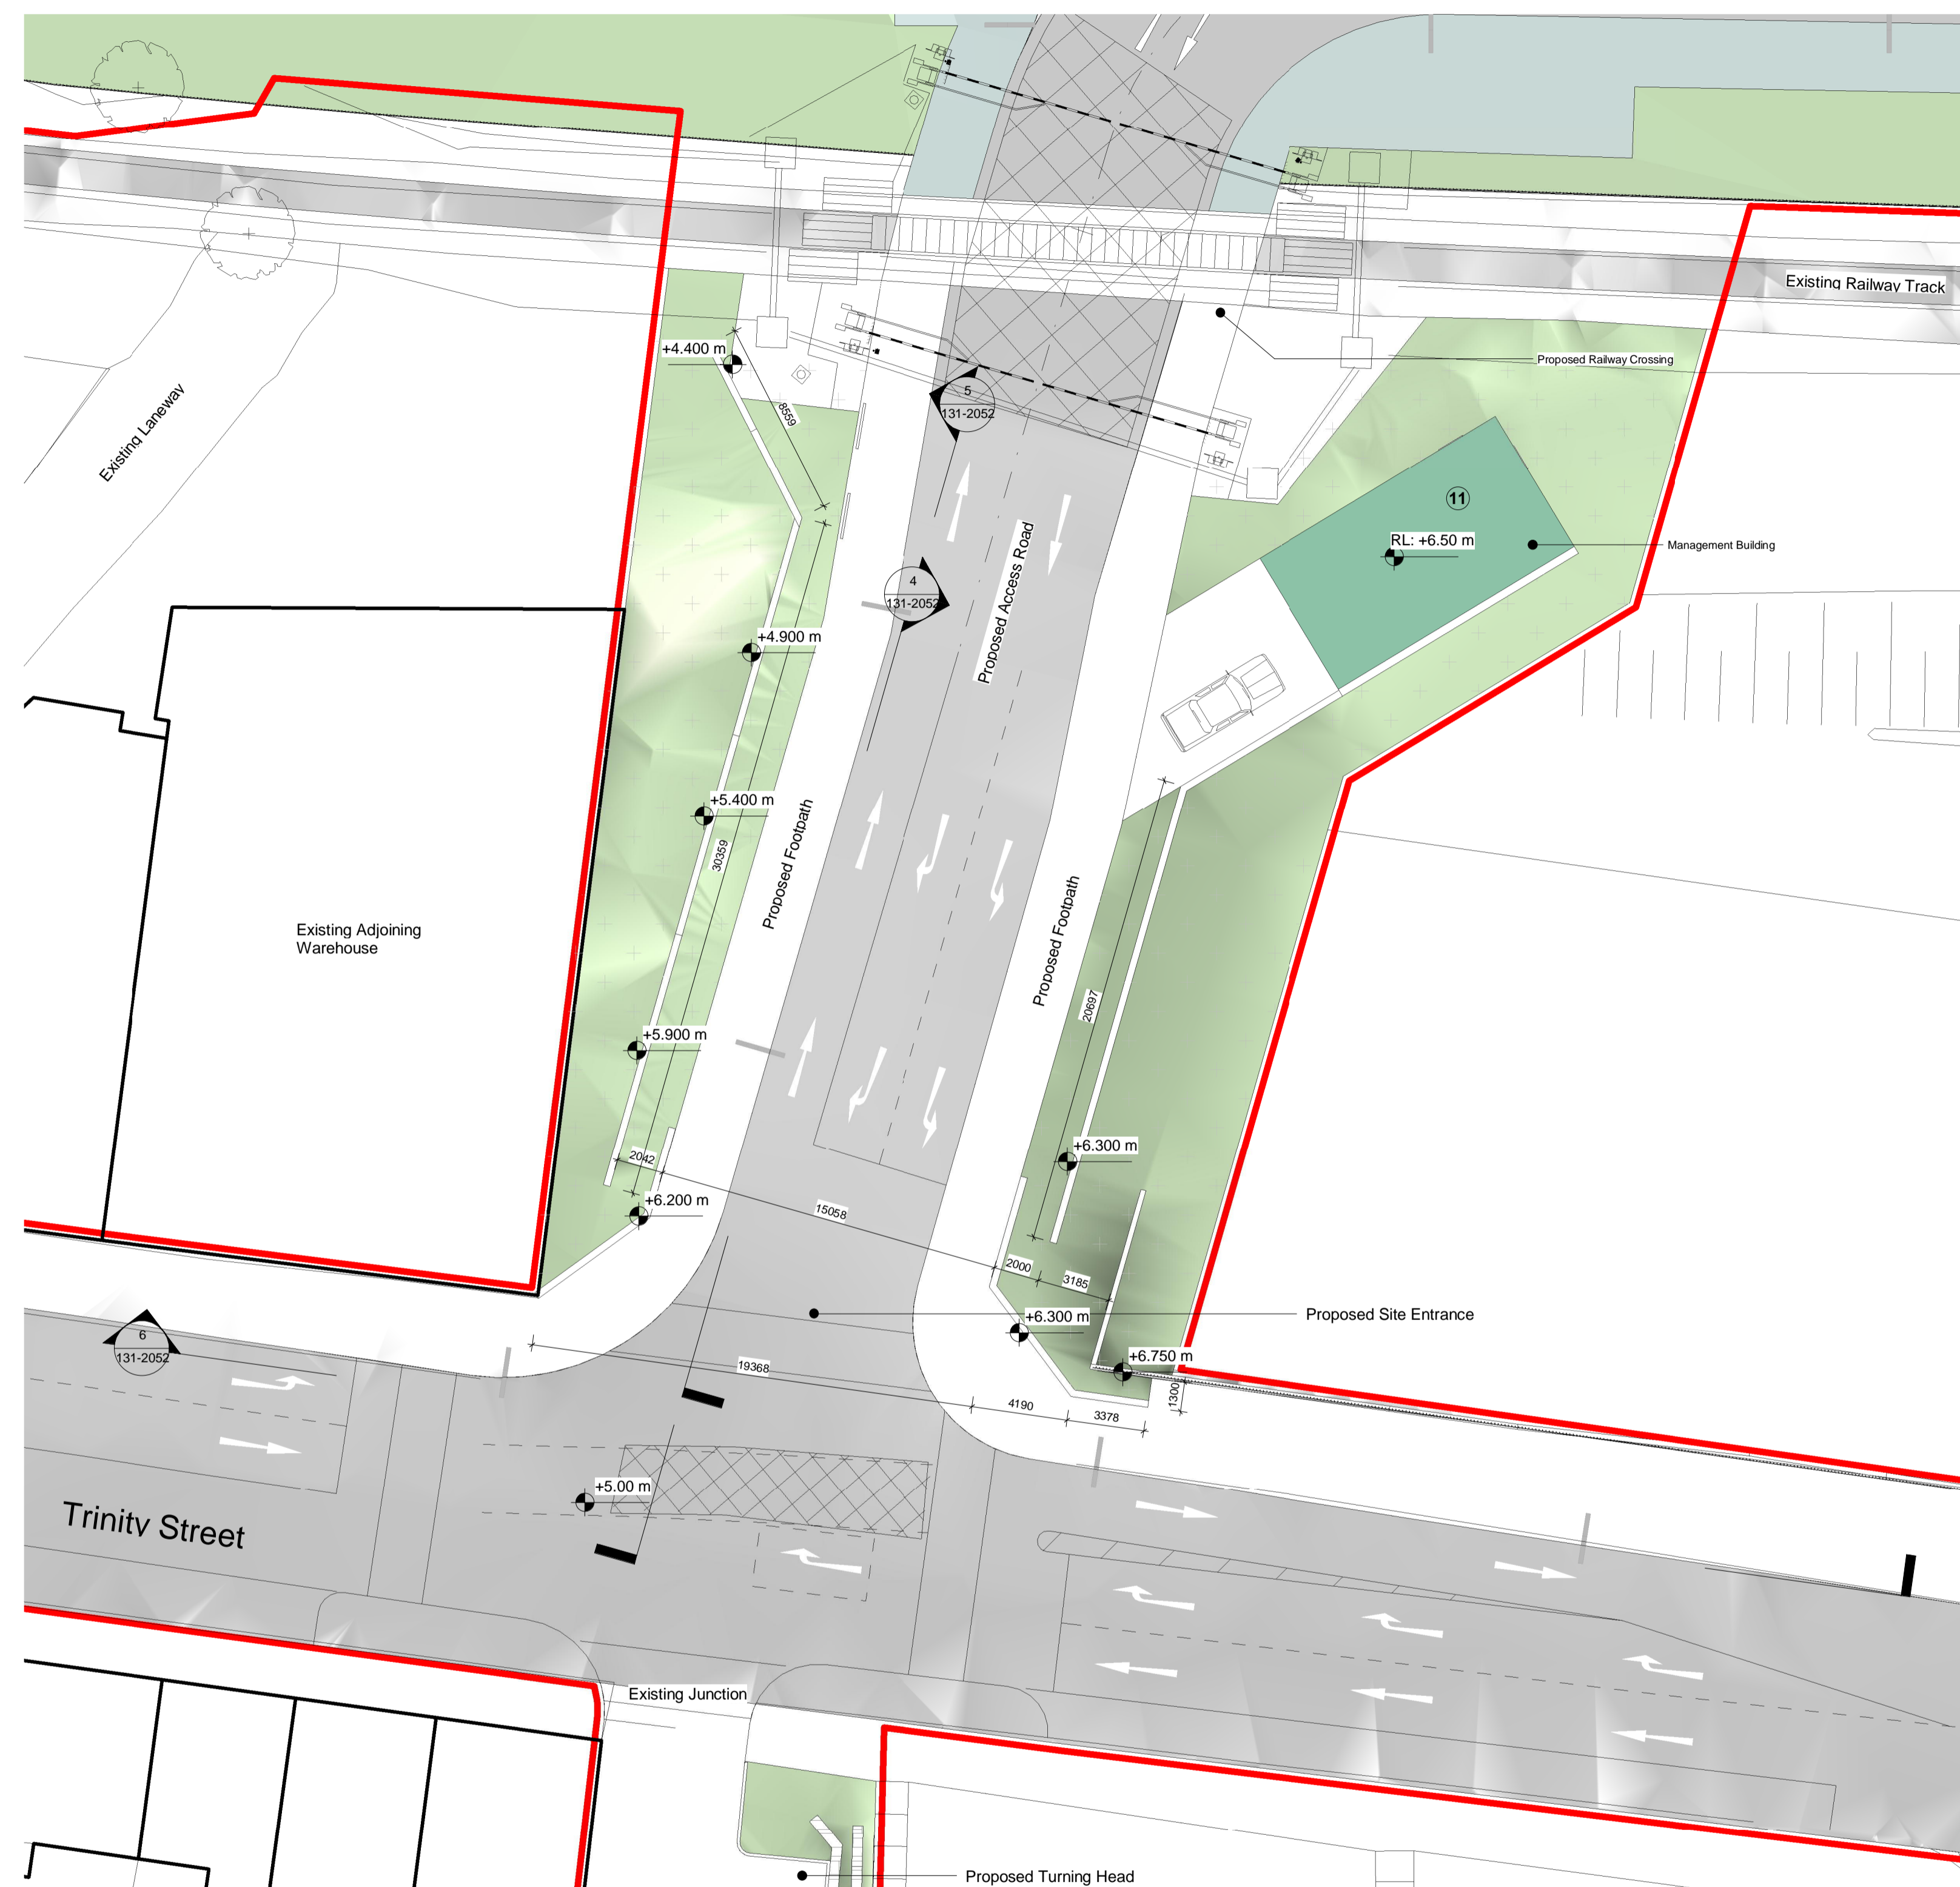 Existing Railway Track
+4.400 m
Proposed Railway Crossing
5
131-2052
8559
Existing Laneway
11
RL: +6.50 m
Management Building
4
131-2052
Proposed Access Road
+4.900 m
+5.400 m
30359
Proposed Footpath
Proposed Footpath
Existing Adjoining
Warehouse
20697
+5.900 m
+6.300 m
2042
+6.200 m
15058
2000
3185
+6.300 m
Proposed Site Entrance
6
131-2052
+6.750 m
19368
4190
3378
1300
+5.00 m
Trinity Street
Existing Junction
Proposed Turning Head